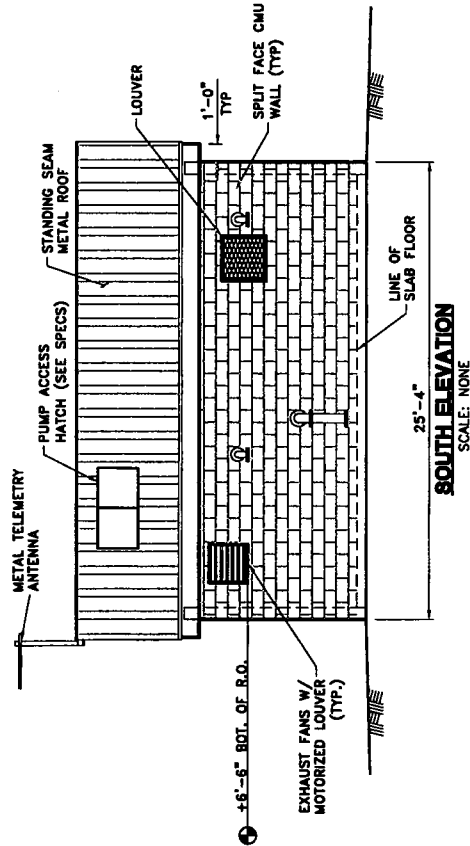 METAL TELEMETRY
ANTENNA
PUMP ACCESS
HATCH (SEE SPECS)
STANDING SEAM
METAL ROOF
LOUVER
1'-0"
TYP
SPLIT FACE CMU
WALL (TYP)
+6'-6" BOT. OF R.O.
EXHAUST FANS W/
MOTORIZED LOUVER
(TYP.)
LINE OF
SLAB FLOOR
25'-4"
SOUTH ELEVATION
SCALE: NONE